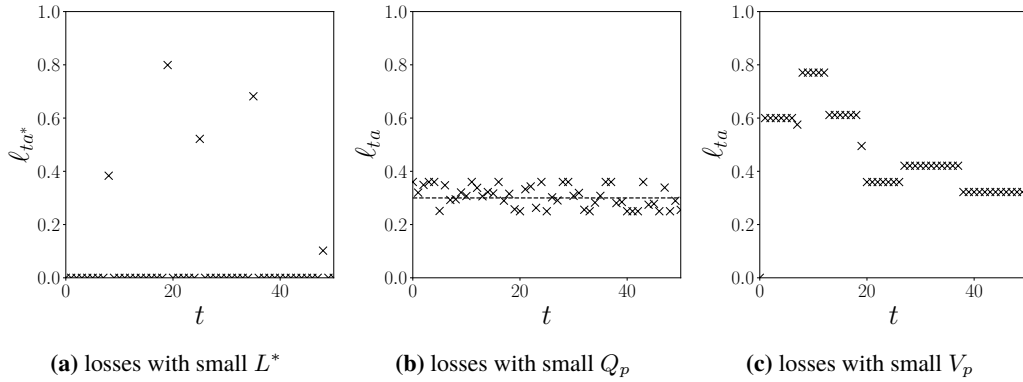 1.0 1.0 1.0
0.8 0.8 0.8
0.6 0.6 0.6
ℓ_{ta*} ℓ_{ta} ℓ_{ta}
0.4 0.4 0.4
0.2 0.2 0.2
0.0 0.0 0.0
0 20 40 0 20 40 0 20 40
t t t
(a) losses with small L* (b) losses with small Q_p (c) losses with small V_p